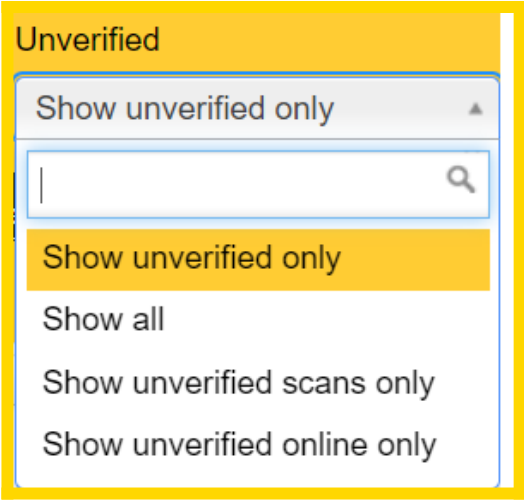 Unverified
Show unverified only
Show unverified only
Show all
Show unverified scans only
Show unverified online only